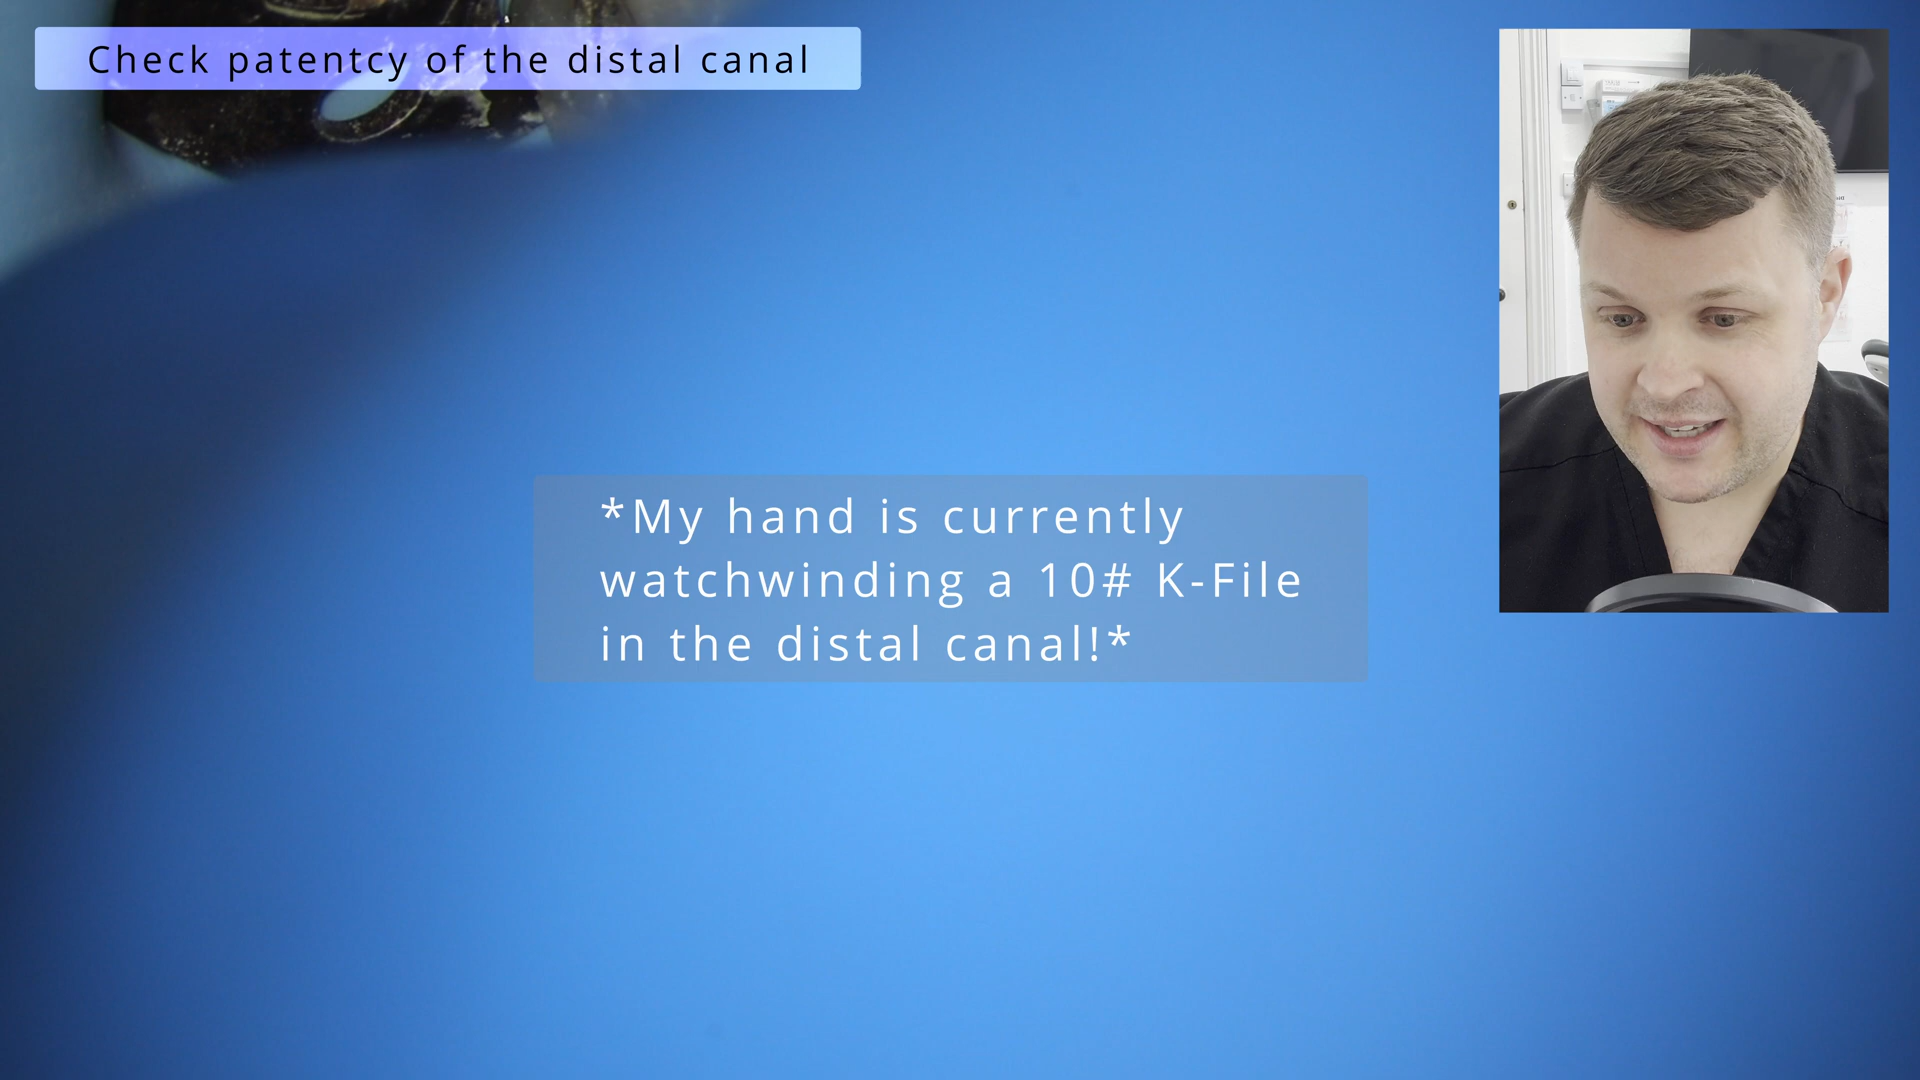 Check patentcy of the distal canal
*My hand is currently
watchwinding a 10# K-File
in the distal canal!*